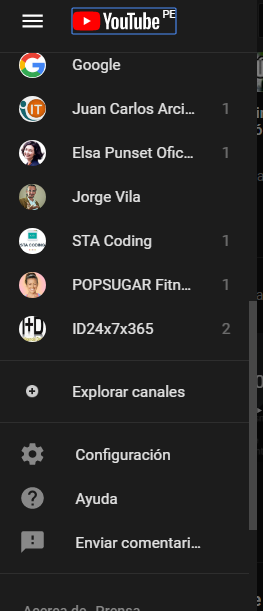 YouTube PE
Google
Juan Carlos Arci... 1
Elsa Punset Ofic... 1
Jorge Vila
STA Coding 1
POPSUGAR Fitn... 1
ID24x7x365 2
Explorar canales
Configuración
Ayuda
Enviar comentari...
Acerca de Prensa